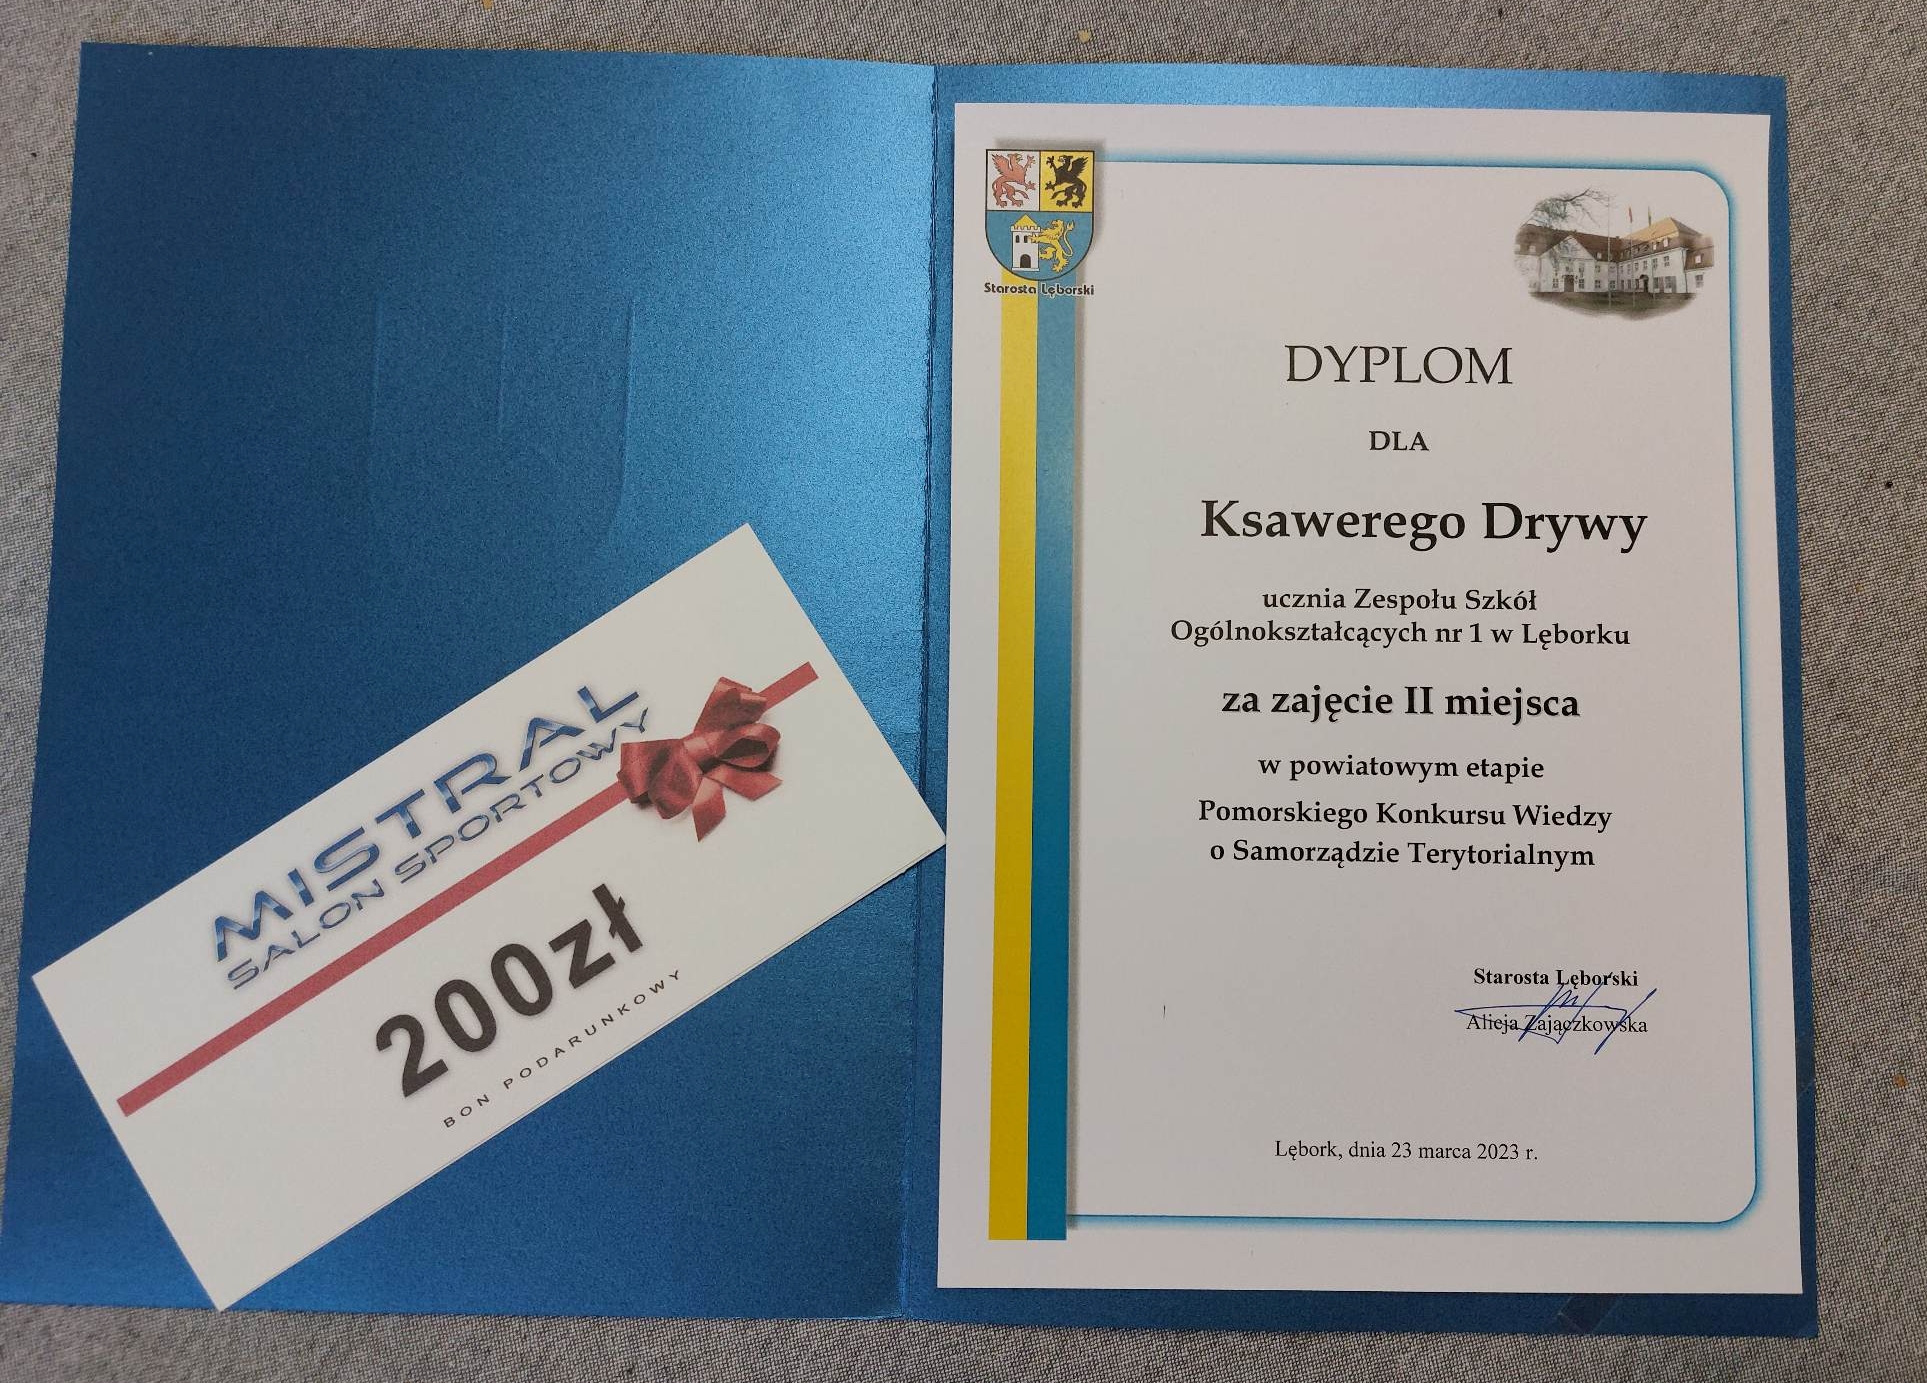 MISTRAL
SALON SPORTOWY
200zł
BON PODARUNKOWY
Starosta Lęborski
DYPLOM
DLA
Ksawerego Drywy
ucznia Zespołu Szkół
Ogólnokształcących nr 1 w Lęborku
za zajęcie II miejsca
w powiatowym etapie
Pomorskiego Konkursu Wiedzy
o Samorządzie Terytorialnym
Starosta Lęborski
Alicja Zajączkowska
Lębork, dnia 23 marca 2023 r.